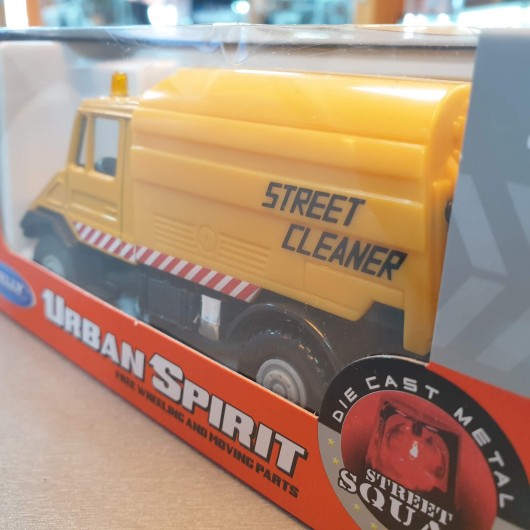 STREET
CLEANER
URBAN SPIRIT
FREE WHEELING AND MOVING PARTS
DIE CAST METAL
STREET